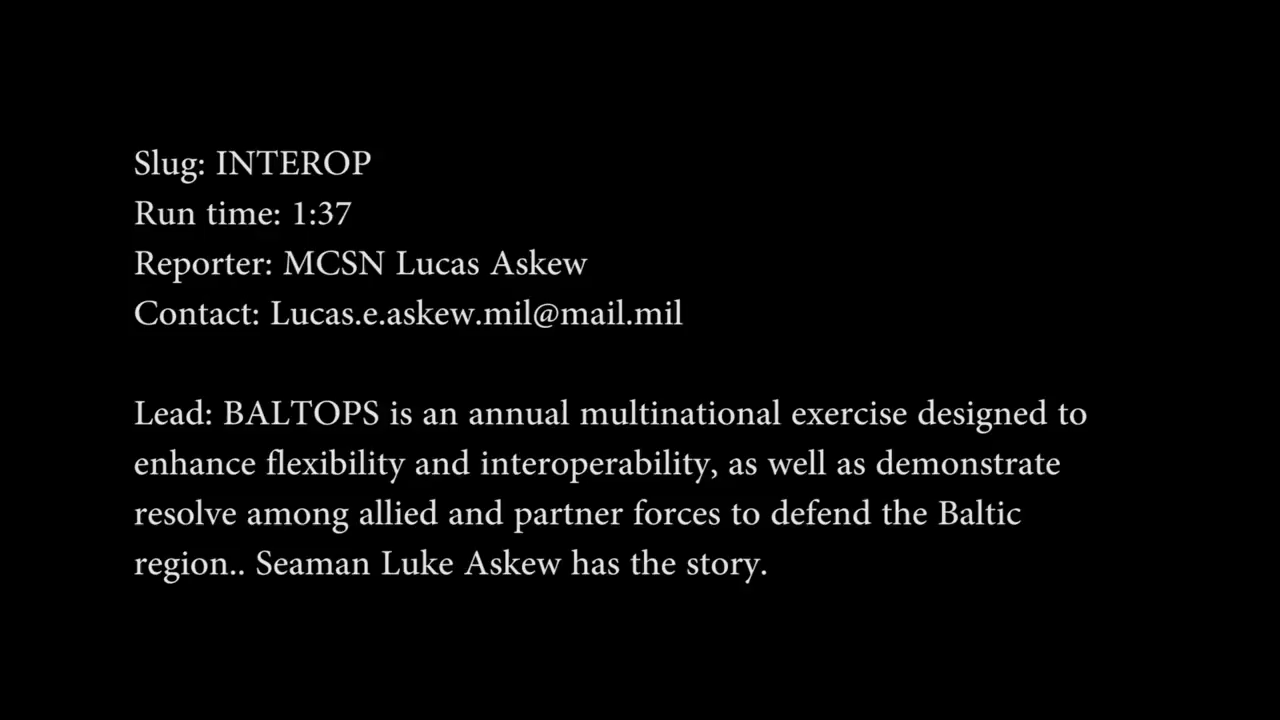 Slug: INTEROP
Run time: 1:37
Reporter: MCSN Lucas Askew
Contact: Lucas.e.askew.mil@mail.mil
Lead: BALTOPS is an annual multinational exercise designed to
enhance flexibility and interoperability, as well as demonstrate
resolve among allied and partner forces to defend the Baltic
region.. Seaman Luke Askew has the story.